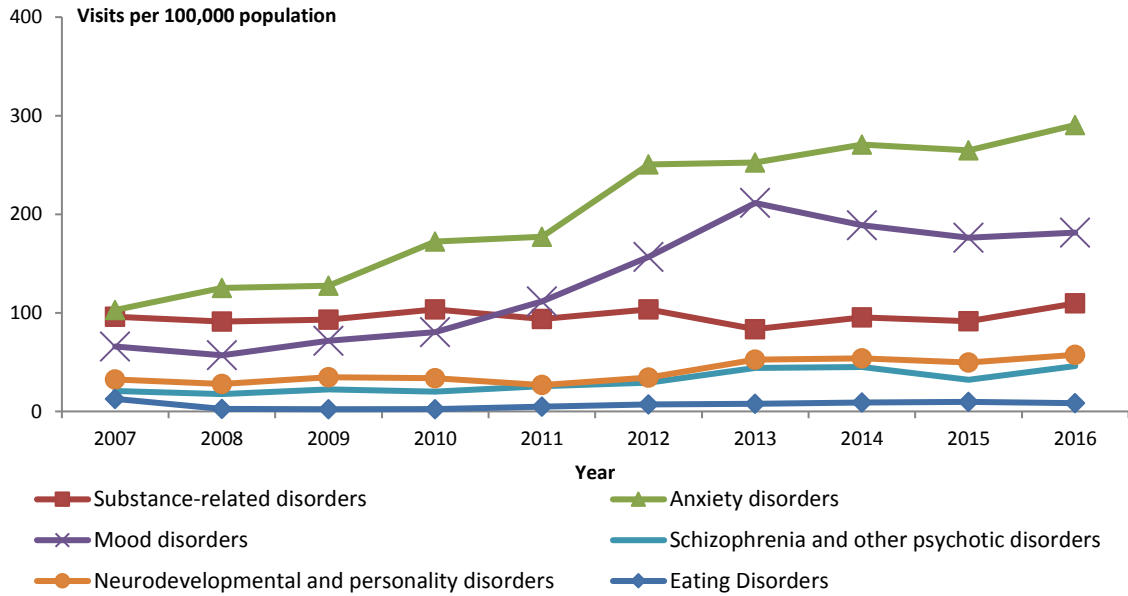 Visits per 100,000 population
400
300
200
100
0
2007 2008 2009 2010 2011 2012 2013 2014 2015 2016
Year
Substance-related disorders Anxiety disorders
Mood disorders Schizophrenia and other psychotic disorders
Neurodevelopmental and personality disorders Eating Disorders